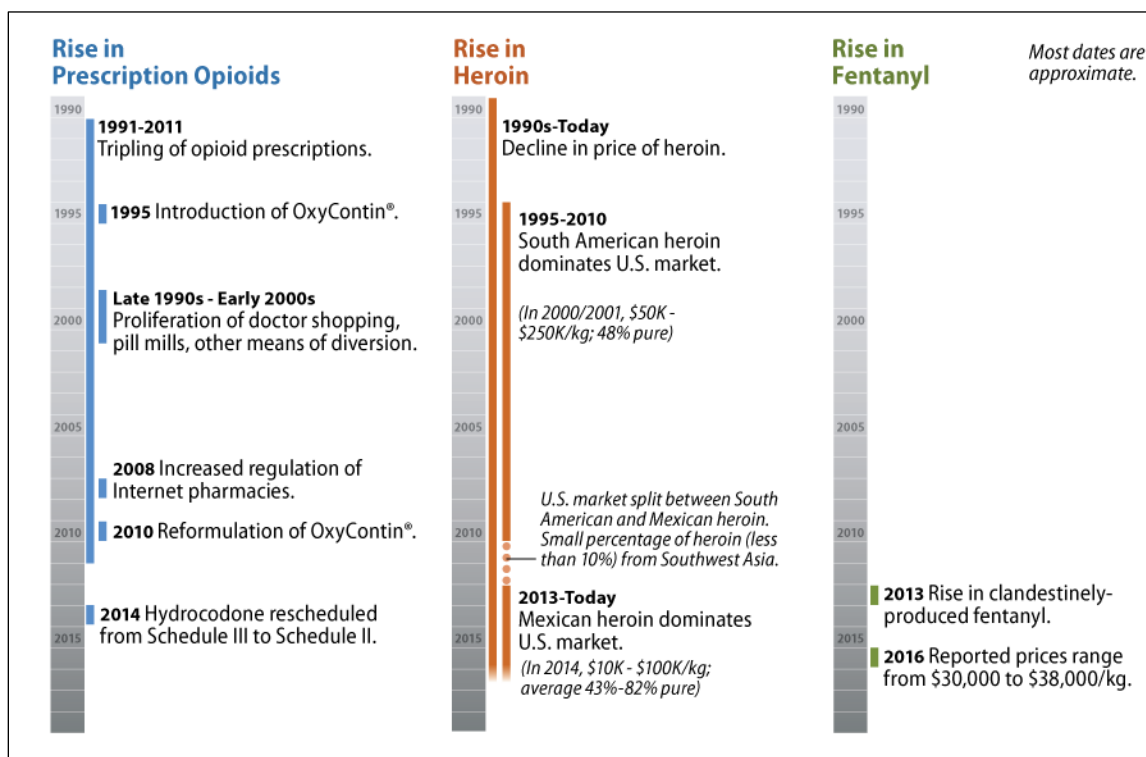 Rise in
Prescription Opioids
1990
1991-2011
Tripling of opioid prescriptions.
1995
1995 Introduction of OxyContin®.
Late 1990s - Early 2000s
2000
Proliferation of doctor shopping,
pill mills, other means of diversion.
2005
2008 Increased regulation of
Internet pharmacies.
2010
2010 Reformulation of OxyContin®.
2014 Hydrocodone rescheduled
from Schedule III to Schedule II.
2015
Rise in
Heroin
1990
1990s-Today
Decline in price of heroin.
1995
1995-2010
South American heroin
dominates U.S. market.
(In 2000/2001, $50K -
$250K/kg; 48% pure)
2000
2005
U.S. market split between South
American and Mexican heroin.
Small percentage of heroin (less
than 10%) from Southwest Asia.
2010
2013-Today
Mexican heroin dominates
U.S. market.
2015
(In 2014, $10K - $100K/kg;
average 43%-82% pure)
Rise in
Fentanyl
Most dates are
approximate.
1990
1995
2000
2005
2010
2013 Rise in clandestinely-
produced fentanyl.
2015
2016 Reported prices range
from $30,000 to $38,000/kg.